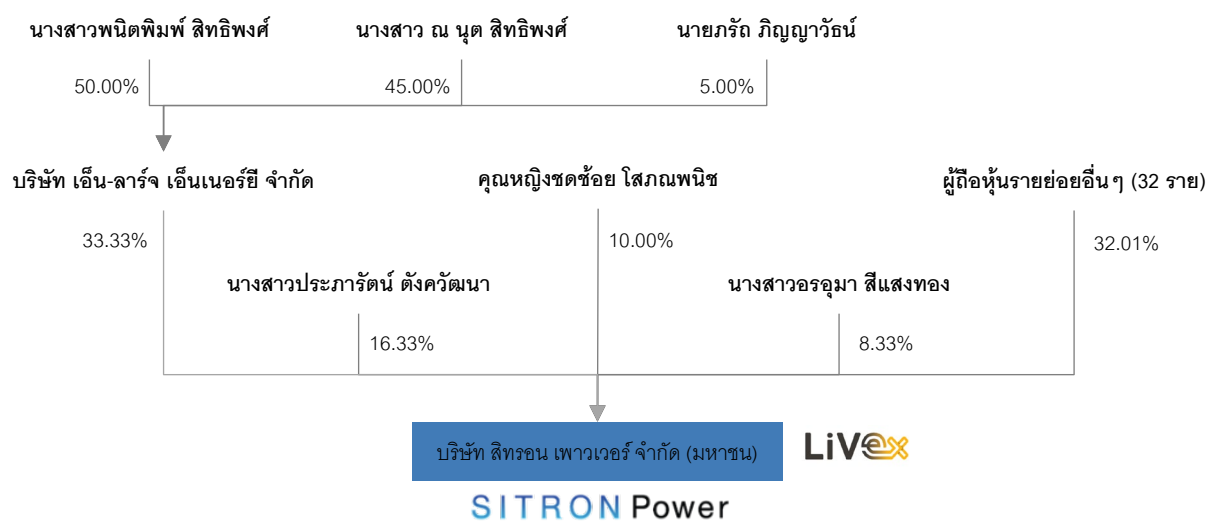 นางสาวพนิตพิมพ์ สิทธิพงศ์ นางสาว ณ นุต สิทธิพงศ์ นายภรัถ ภิญญาวัธน์
50.00% 45.00% 5.00%
บริษัท เอ็น-ลาร์จ เอ็นเนอร์ยี จำกัด คุณหญิงชดช้อย โสภณพนิช ผู้ถือหุ้นรายย่อยอื่นๆ (32 ราย)
33.33% 10.00% 32.01%
นางสาวประภารัตน์ ตังควัฒนา นางสาวอรอุมา สีแสงทอง
16.33% 8.33%
บริษัท สิทรอน เพาวเวอร์ จำกัด (มหาชน) LiVex
SITRON Power